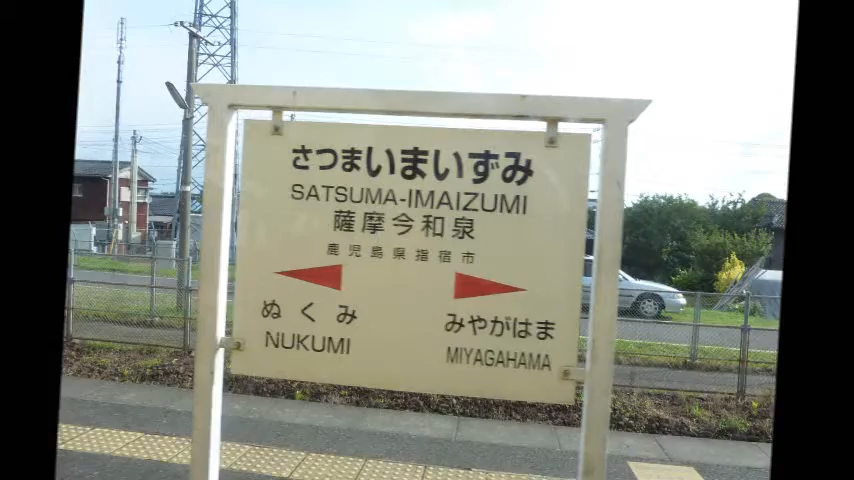 さつまいまいずみ
SATSUMA-IMAIZUMI
薩摩今和泉
鹿児島県指宿市
ぬくみ みやがはま
NUKUMI MIYAGAHAMA